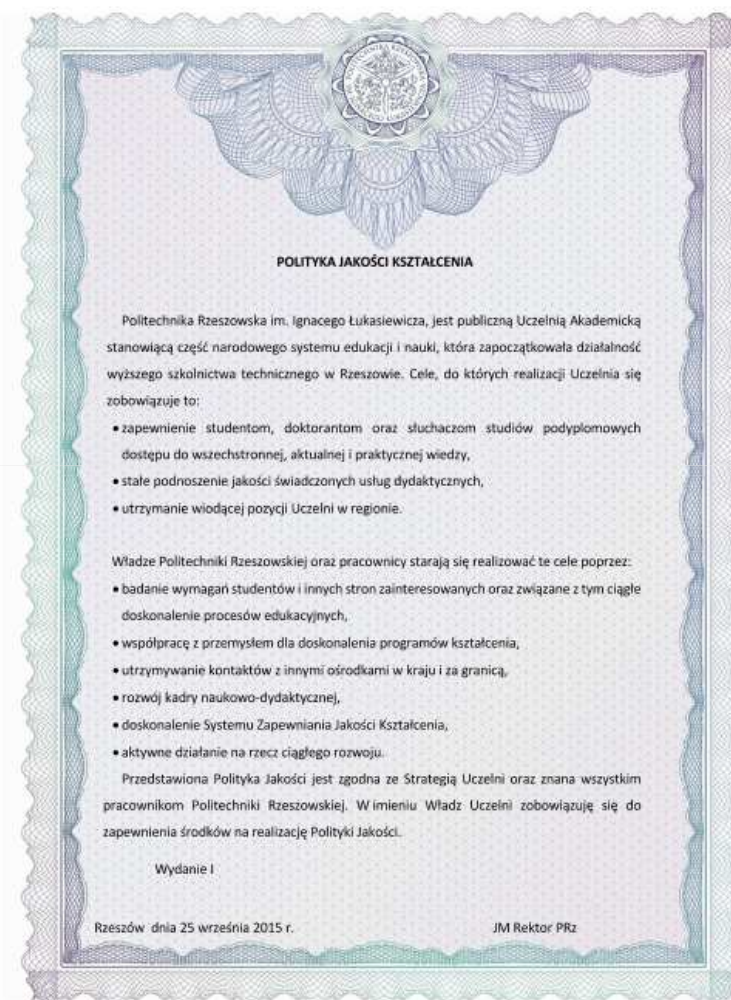 POLITYKA JAKOŚCI KSZTAŁCENIA
Politechnika Rzeszowska im. Ignacego Łukasiewicza, jest publiczną Uczelnią Akademicką
stanowiącą część narodowego systemu edukacji i nauki, która zapoczątkowała działalność
wyższego szkolnictwa technicznego w Rzeszowie. Cele, do których realizacji Uczelnia się
zobowiązuje to:
• zapewnienie studentom, doktorantom oraz słuchaczom studiów podyplomowych
dostępu do wszechstronnej, aktualnej i praktycznej wiedzy,
• stałe podnoszenie jakości świadczonych usług dydaktycznych,
• utrzymanie wiodącej pozycji Uczelni w regionie.
Władze Politechniki Rzeszowskiej oraz pracownicy starają się realizować te cele poprzez:
• badanie wymagań studentów i innych stron zainteresowanych oraz związane z tym ciągłe
doskonalenie procesów edukacyjnych,
• współpracę z przemysłem dla doskonalenia programów kształcenia,
• utrzymywanie kontaktów z innymi ośrodkami w kraju i za granicą,
• rozwój kadry naukowo-dydaktycznej,
• doskonalenie Systemu Zapewniania Jakości Kształcenia,
• aktywne działanie na rzecz ciągłego rozwoju.
Przedstawiona Polityka Jakości jest zgodna ze Strategią Uczelni oraz znana wszystkim
pracownikom Politechniki Rzeszowskiej. W imieniu Władz Uczelni zobowiązuję się do
zapewnienia środków na realizację Polityki Jakości.
Wydanie I
Rzeszów dnia 25 września 2015 r. JM Rektor PRz